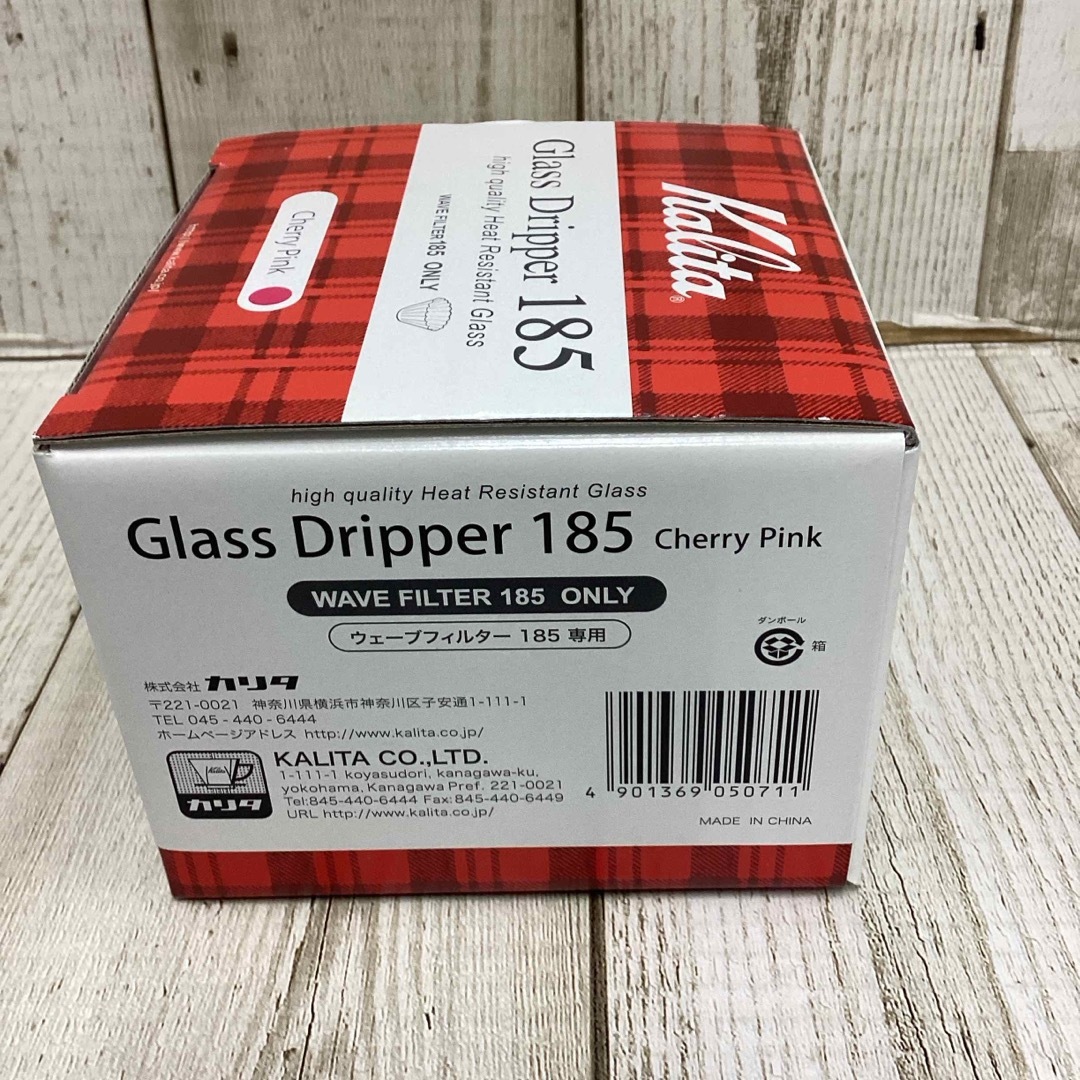 Kalita®
Glass Dripper 185
high quality Heat Resistant Glass
WAVE FILTER 185 ONLY
Cherry Pink
high quality Heat Resistant Glass
Glass Dripper 185 Cherry Pink
WAVE FILTER 185 ONLY
ウェーブフィルター 185 専用
ダンボール
箱
株式会社 カリタ
〒221-0021 神奈川県横浜市神奈川区子安通1-111-1
TEL 045-440-6444
ホームページアドレス http://www.kalita.co.jp/
カリタ
KALITA CO.,LTD.
1-111-1 koyasudori, kanagawa-ku,
yokohama, Kanagawa Pref. 221-0021
Tel:845-440-6444 Fax:845-440-6449
URL http://www.kalita.co.jp/
4 901369 050711
MADE IN CHINA